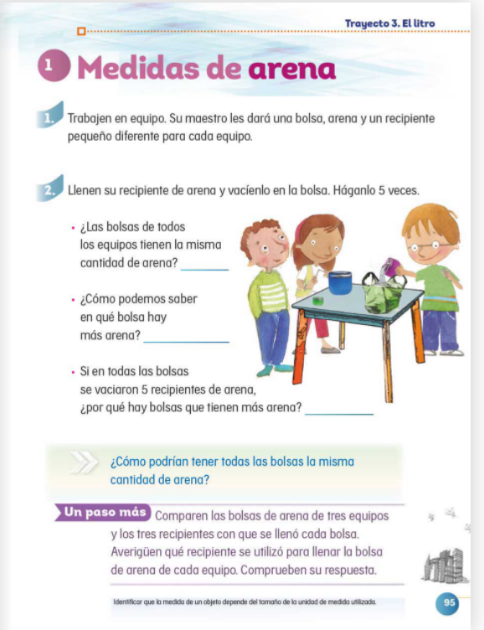 Trayecto 3. El litro
1 Medidas de arena
1. Trabajen en equipo. Su maestro les dará una bolsa, arena y un recipiente
pequeño diferente para cada equipo.
2. Llenen su recipiente de arena y vacíenlo en la bolsa. Háganlo 5 veces.
• ¿Las bolsas de todos
los equipos tienen la misma
cantidad de arena?
• ¿Cómo podemos saber
en qué bolsa hay
más arena?
• Si en todas las bolsas
se vaciaron 5 recipientes de arena,
¿por qué hay bolsas que tienen más arena?
¿Cómo podrían tener todas las bolsas la misma
cantidad de arena?
Un paso más Comparen las bolsas de arena de tres equipos
y los tres recipientes con que se llenó cada bolsa.
Averigüen qué recipiente se utilizó para llenar la bolsa
de arena de cada equipo. Comprueben su respuesta.
Identificar que la medida de un objeto depende del tamaño de la unidad de medida utilizada.
95